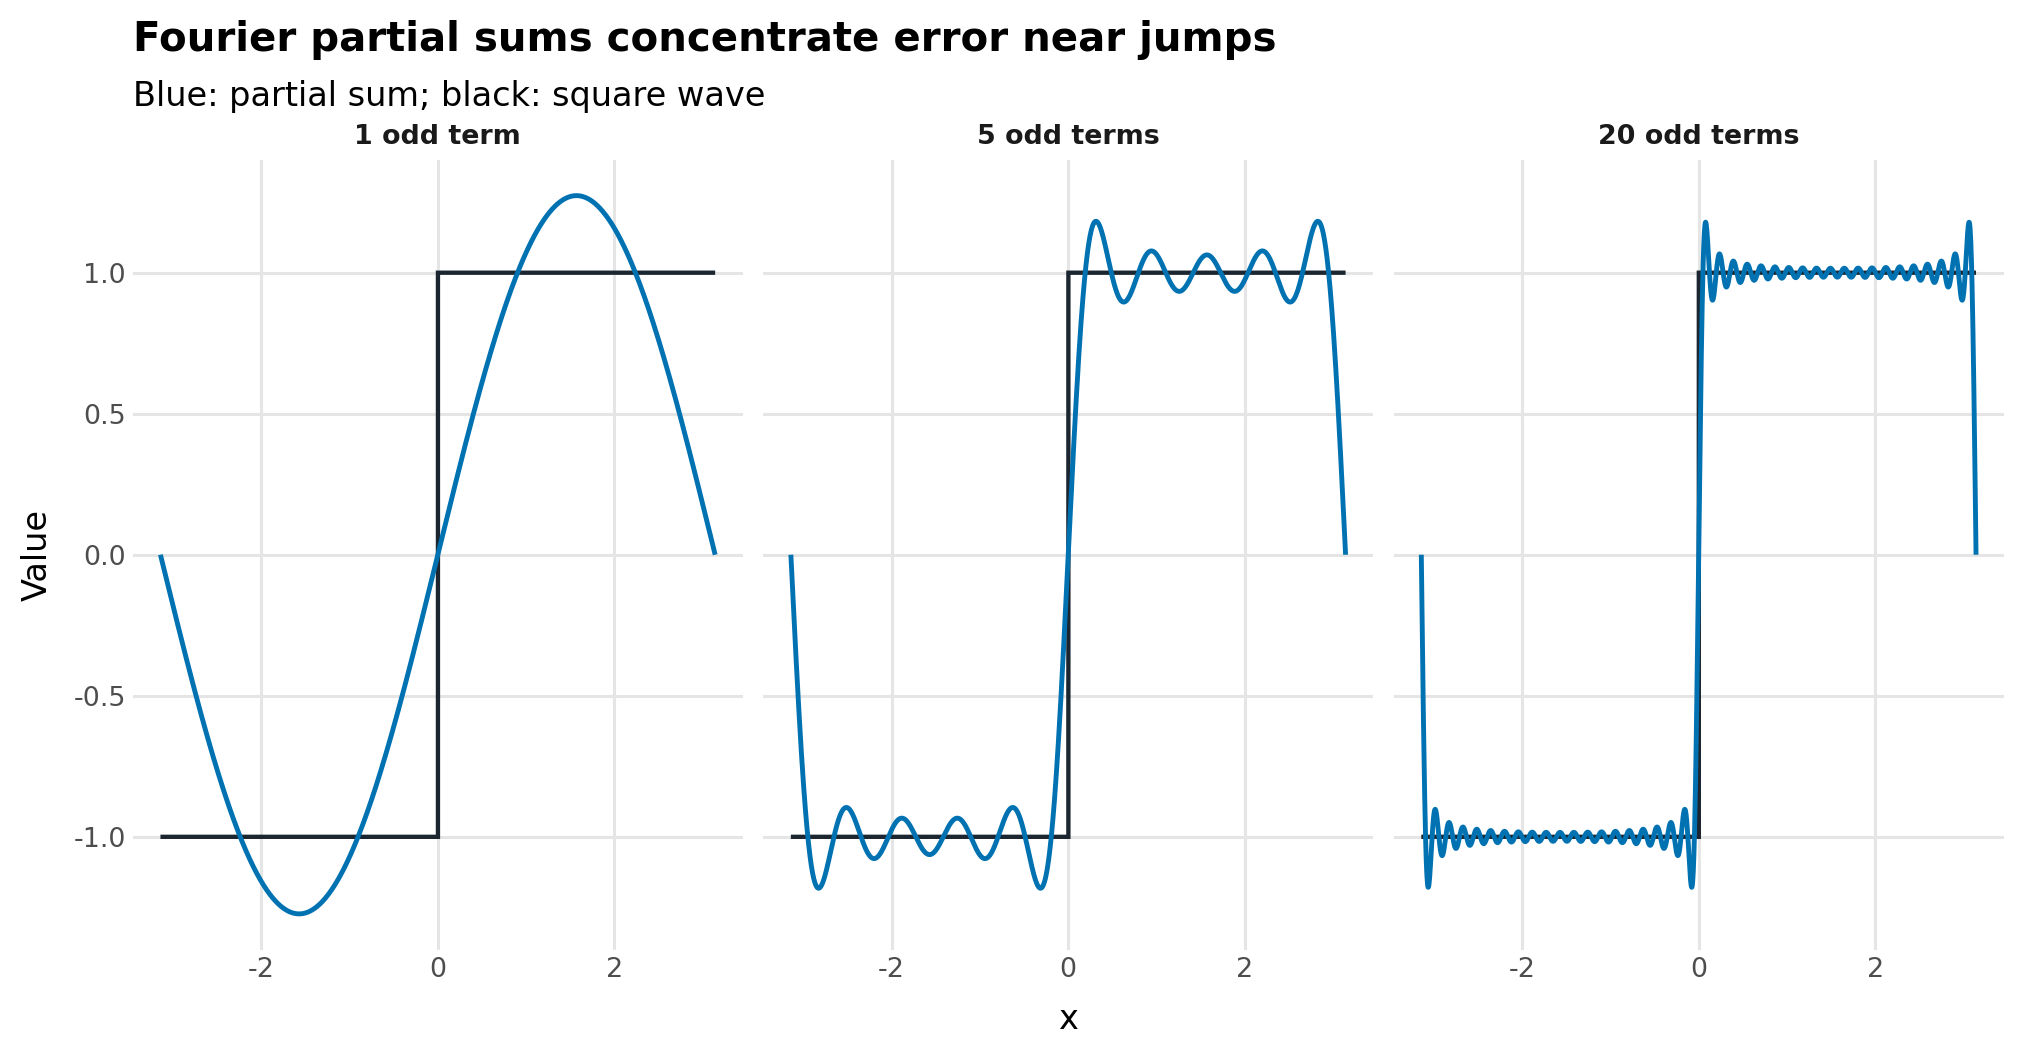 Fourier partial sums concentrate error near jumps
Blue: partial sum; black: square wave
1 odd term
5 odd terms
20 odd terms
Value
1.0
0.5
0.0
-0.5
-1.0
-2 0 2
-2 0 2
-2 0 2
x